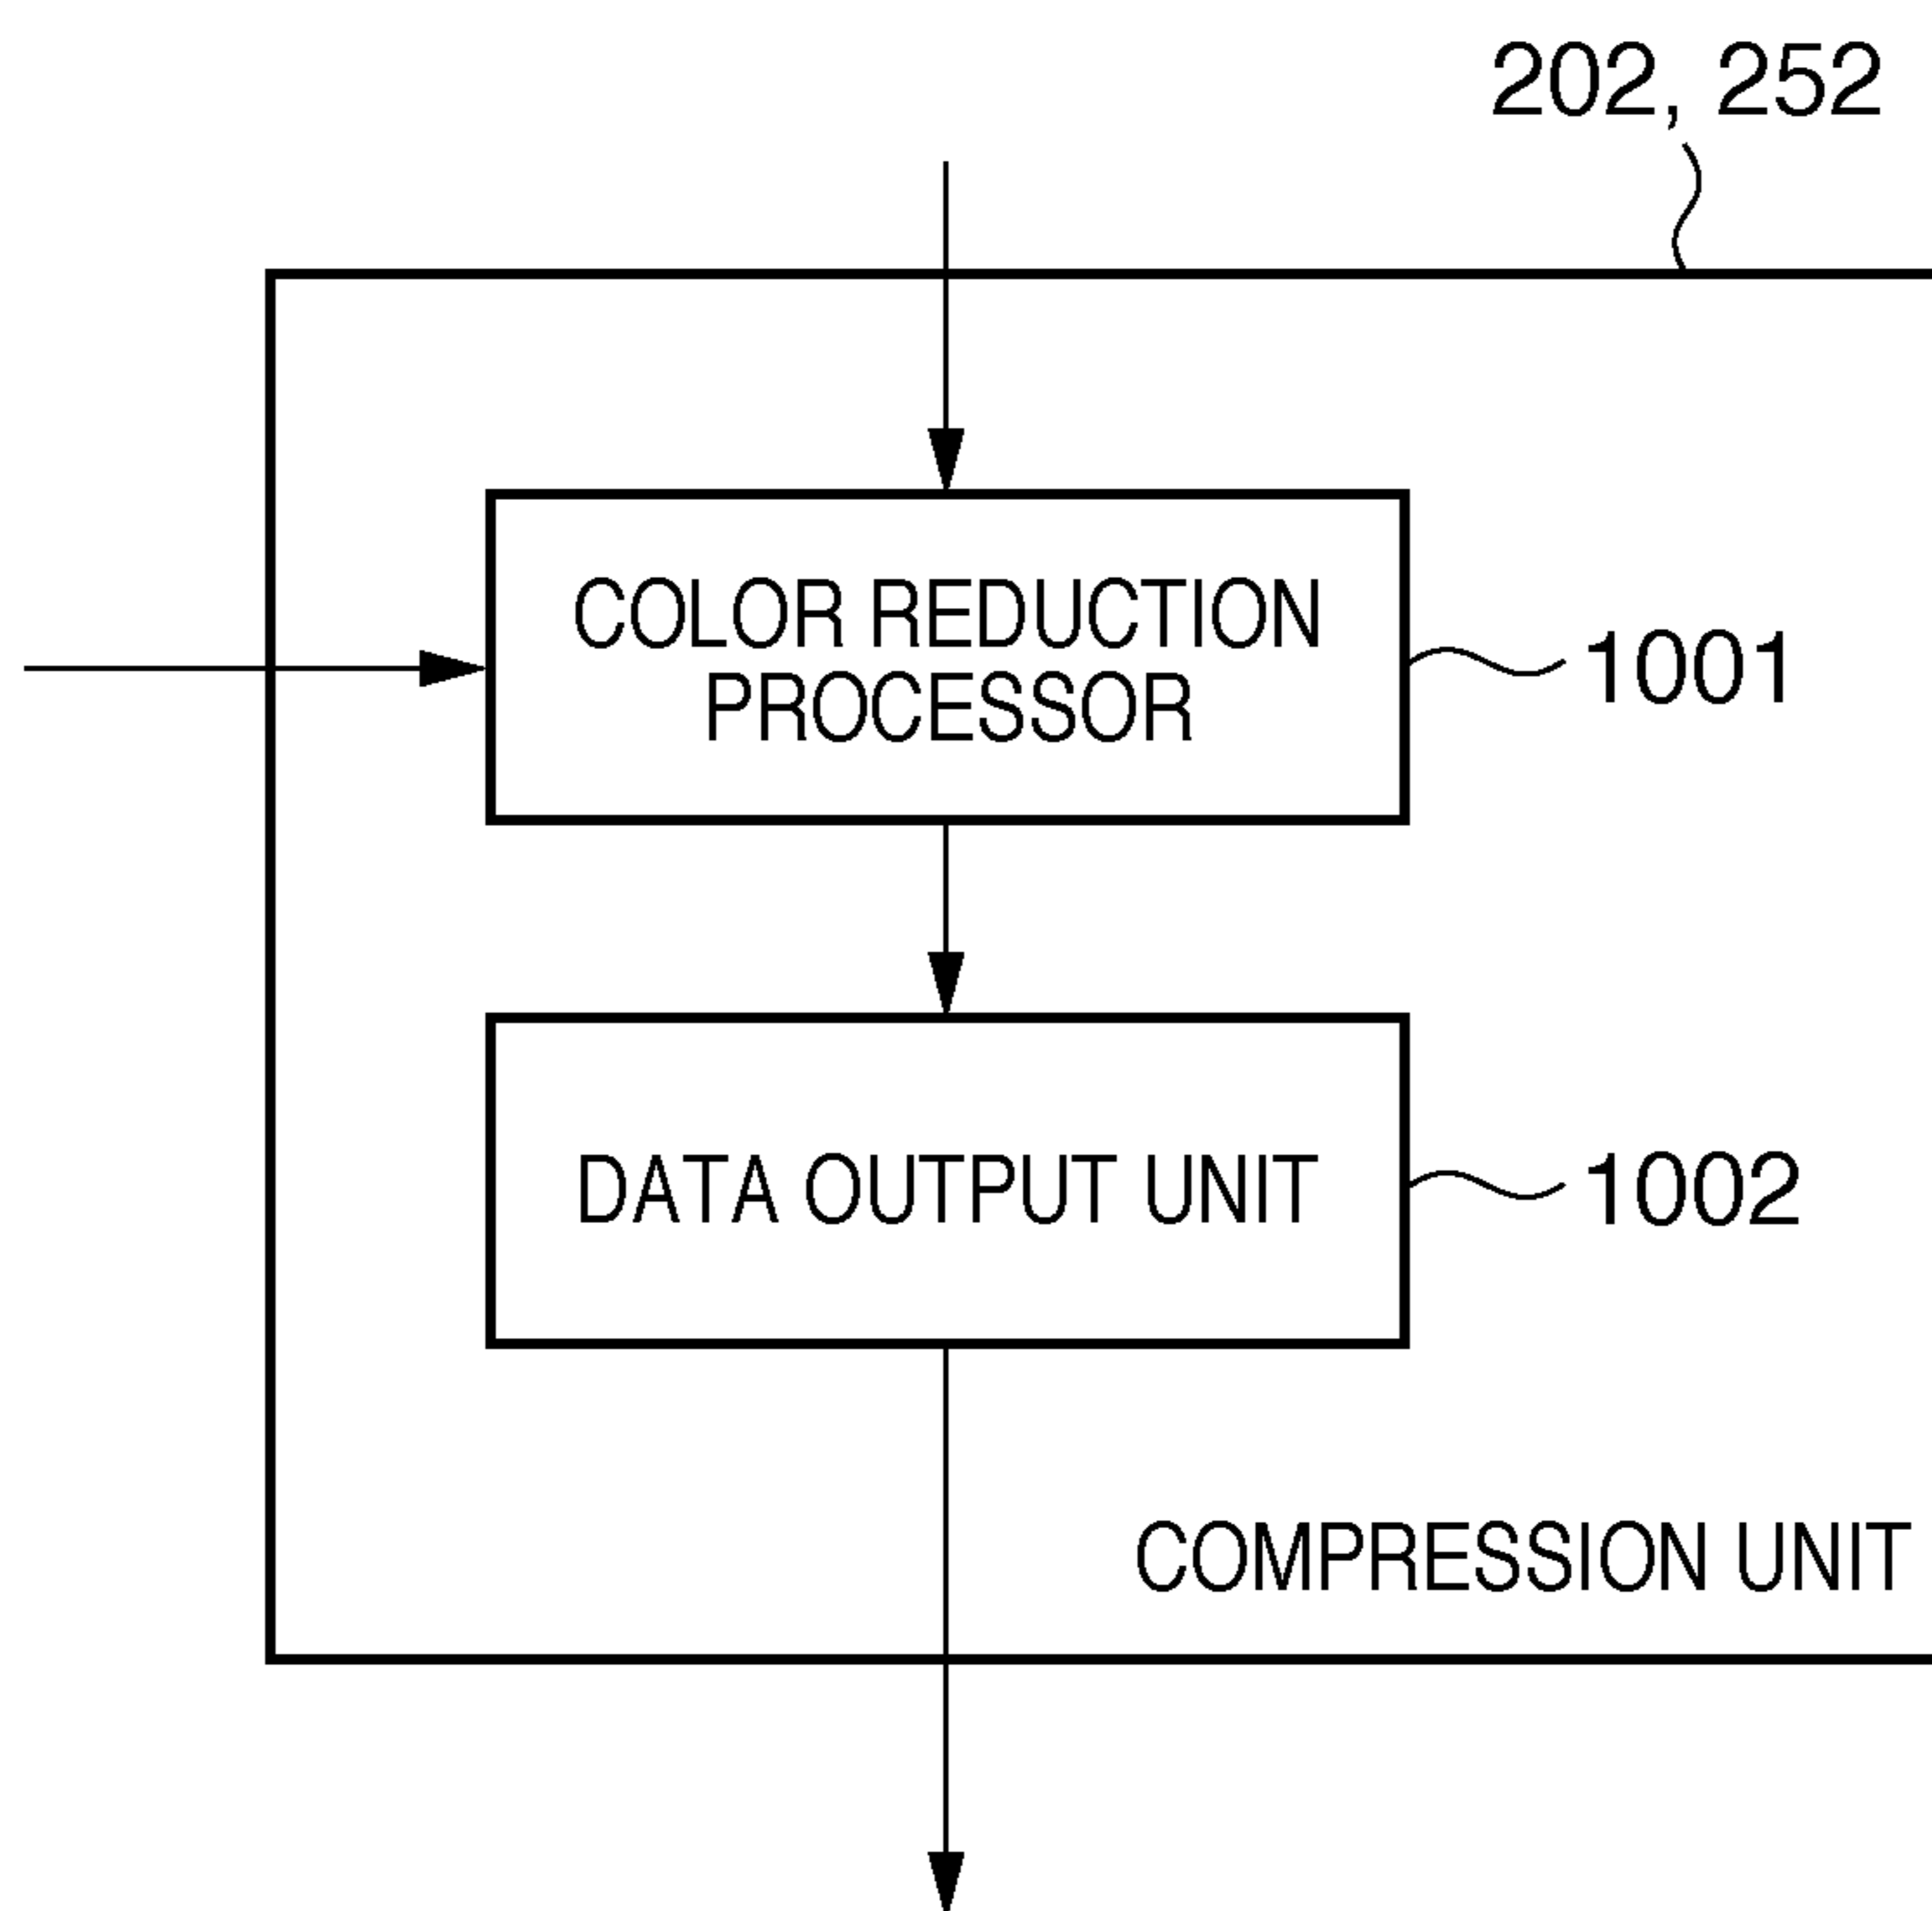 202, 252
COLOR REDUCTION
PROCESSOR
1001
DATA OUTPUT UNIT
1002
COMPRESSION UNIT